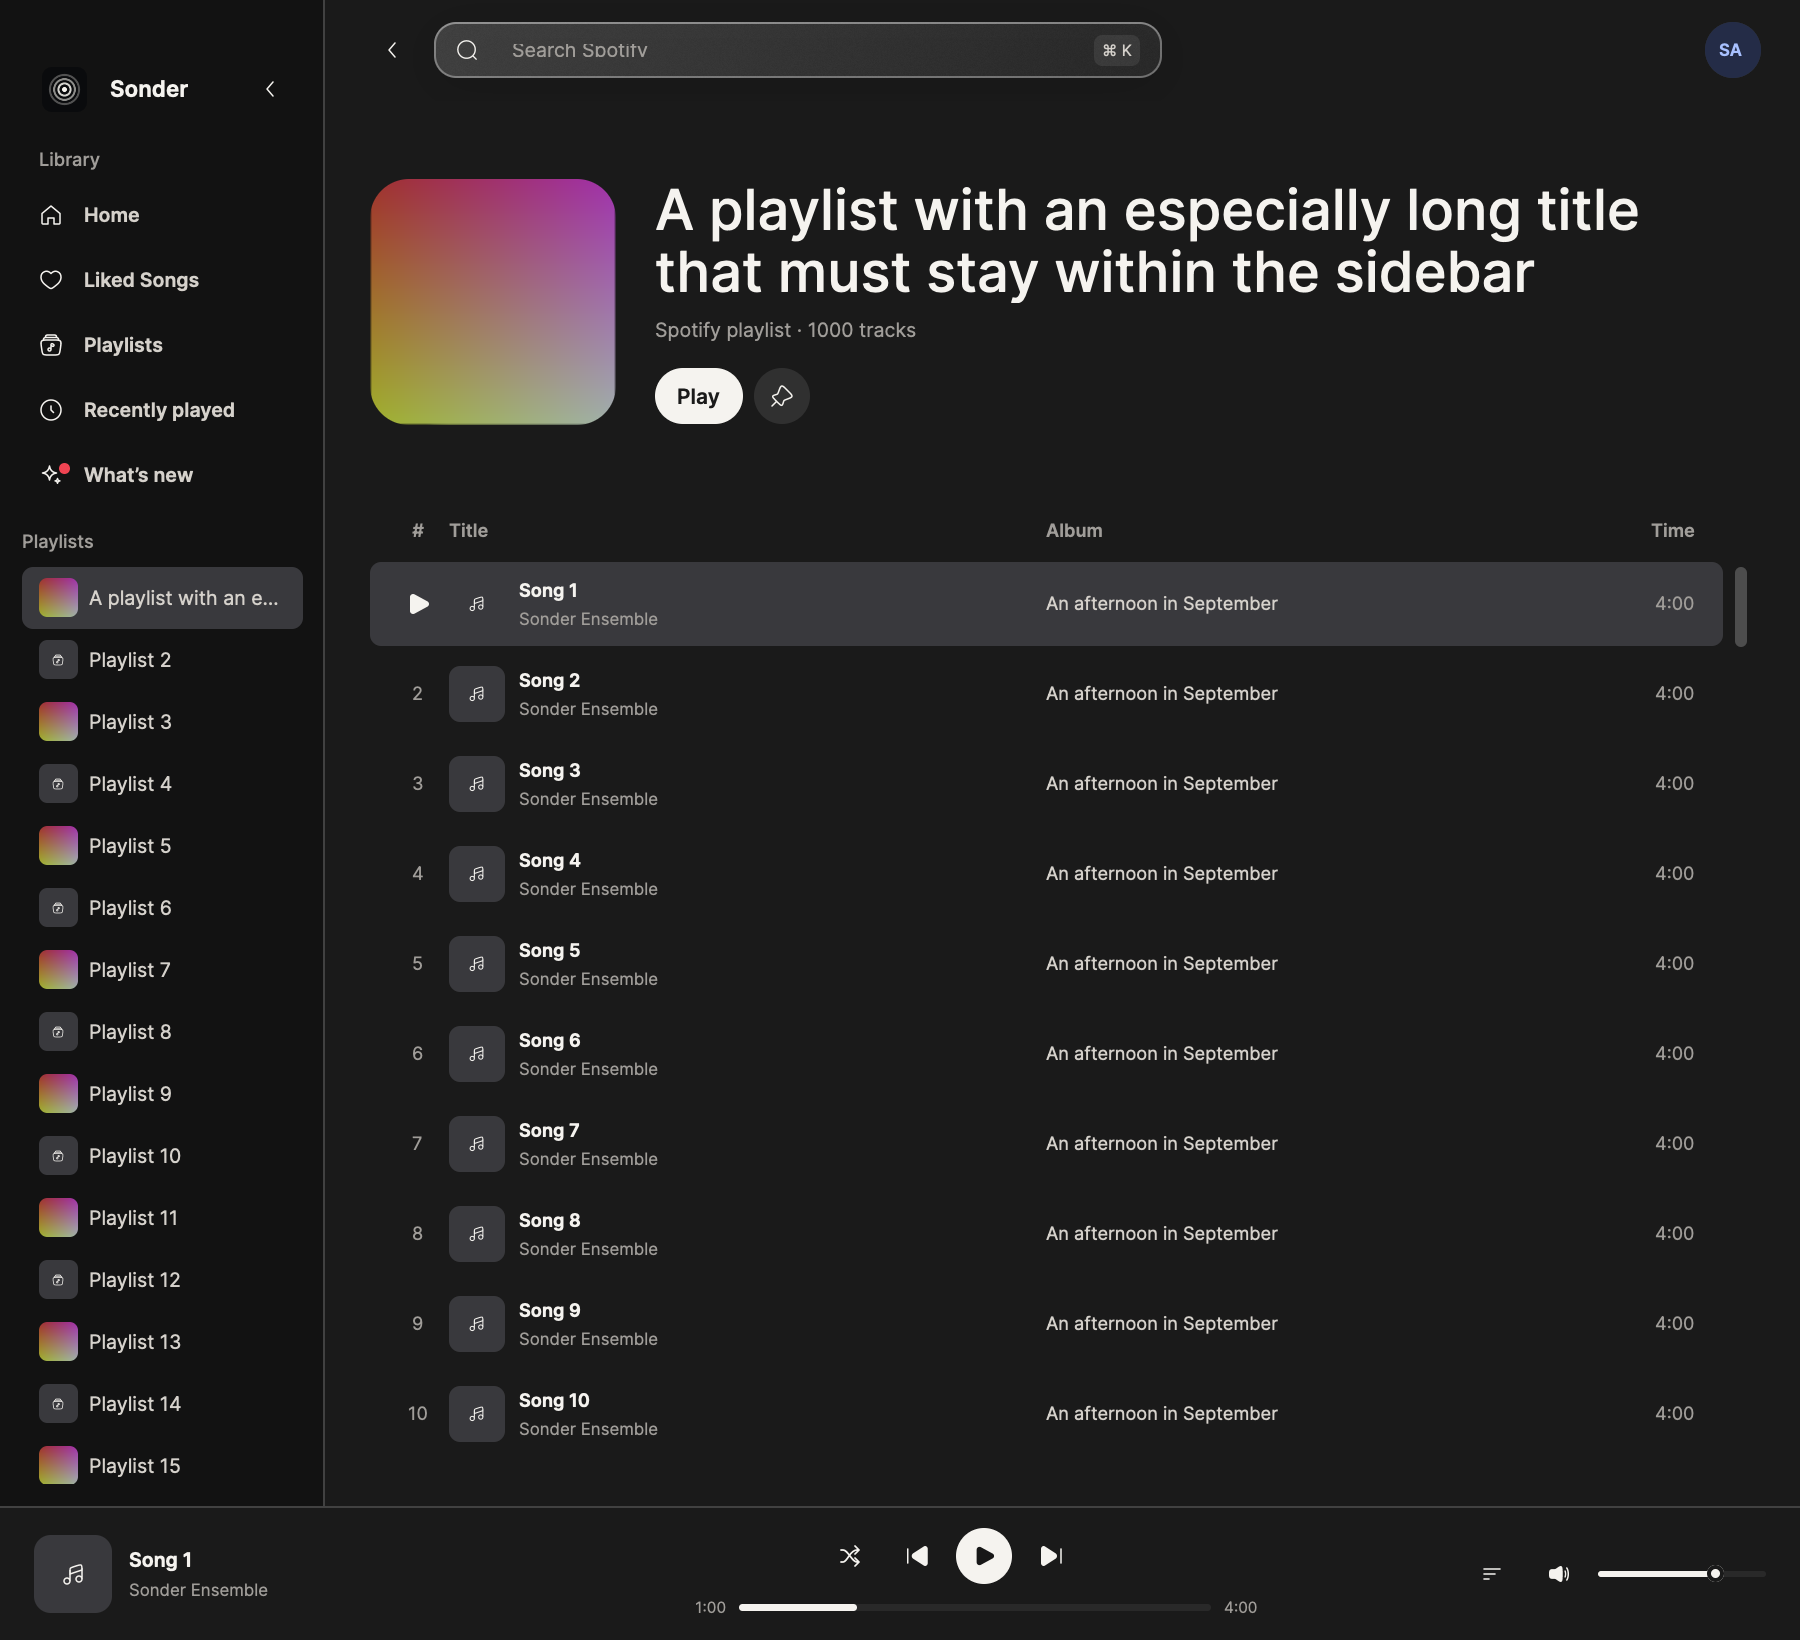 Sonder
Library
Home
Liked Songs
Playlists
Recently played
What’s new
Playlists
A playlist with an e...
Playlist 2
Playlist 3
Playlist 4
Playlist 5
Playlist 6
Playlist 7
Playlist 8
Playlist 9
Playlist 10
Playlist 11
Playlist 12
Playlist 13
Playlist 14
Playlist 15
Search Spotify
⌘ K
SA
A playlist with an especially long title
that must stay within the sidebar
Spotify playlist · 1000 tracks
Play
# Title Album Time
Song 1
Sonder Ensemble
An afternoon in September
4:00
2
Song 2
Sonder Ensemble
An afternoon in September
4:00
3
Song 3
Sonder Ensemble
An afternoon in September
4:00
4
Song 4
Sonder Ensemble
An afternoon in September
4:00
5
Song 5
Sonder Ensemble
An afternoon in September
4:00
6
Song 6
Sonder Ensemble
An afternoon in September
4:00
7
Song 7
Sonder Ensemble
An afternoon in September
4:00
8
Song 8
Sonder Ensemble
An afternoon in September
4:00
9
Song 9
Sonder Ensemble
An afternoon in September
4:00
10
Song 10
Sonder Ensemble
An afternoon in September
4:00
Song 1
Sonder Ensemble
1:00
4:00